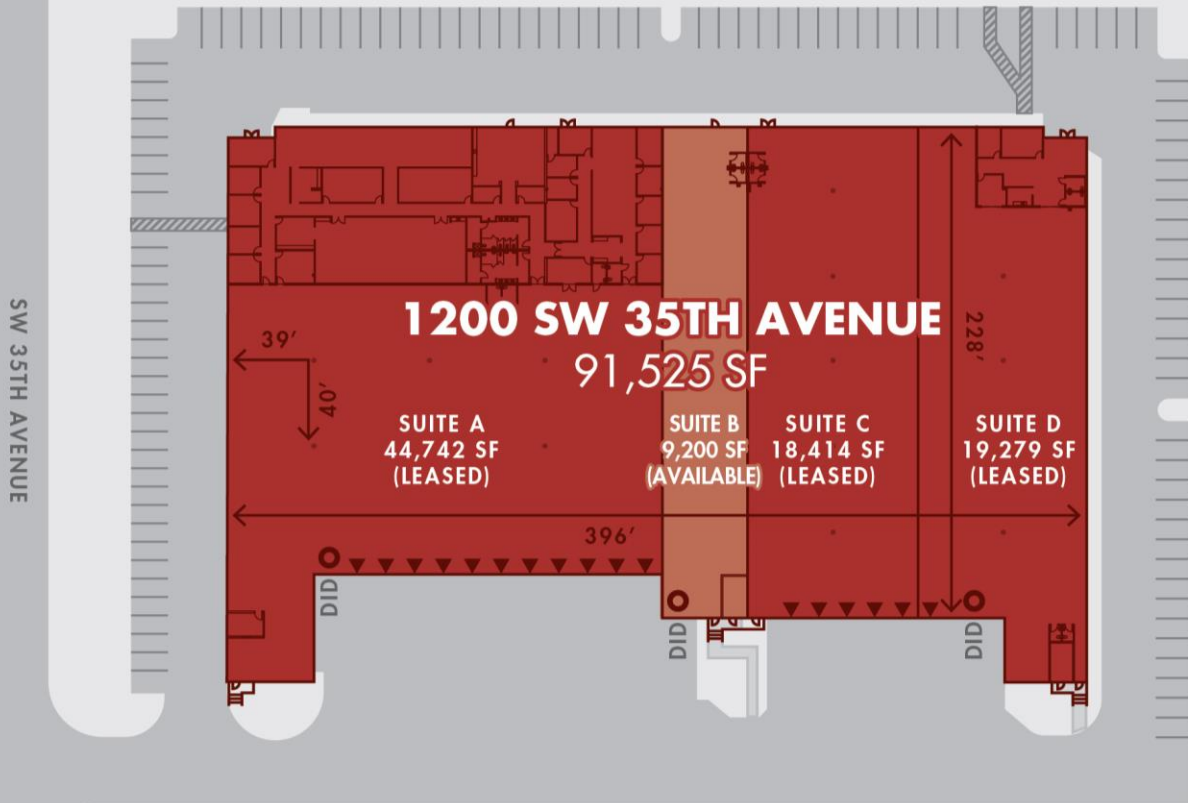 1200 SW 35TH AVENUE
91,525 SF
39’
40’
228’
SUITE A
44,742 SF
(LEASED)
SUITE B
9,200 SF
(AVAILABLE)
SUITE C
18,414 SF
(LEASED)
SUITE D
19,279 SF
(LEASED)
396’
DID
DID
DID
SW 35TH AVENUE